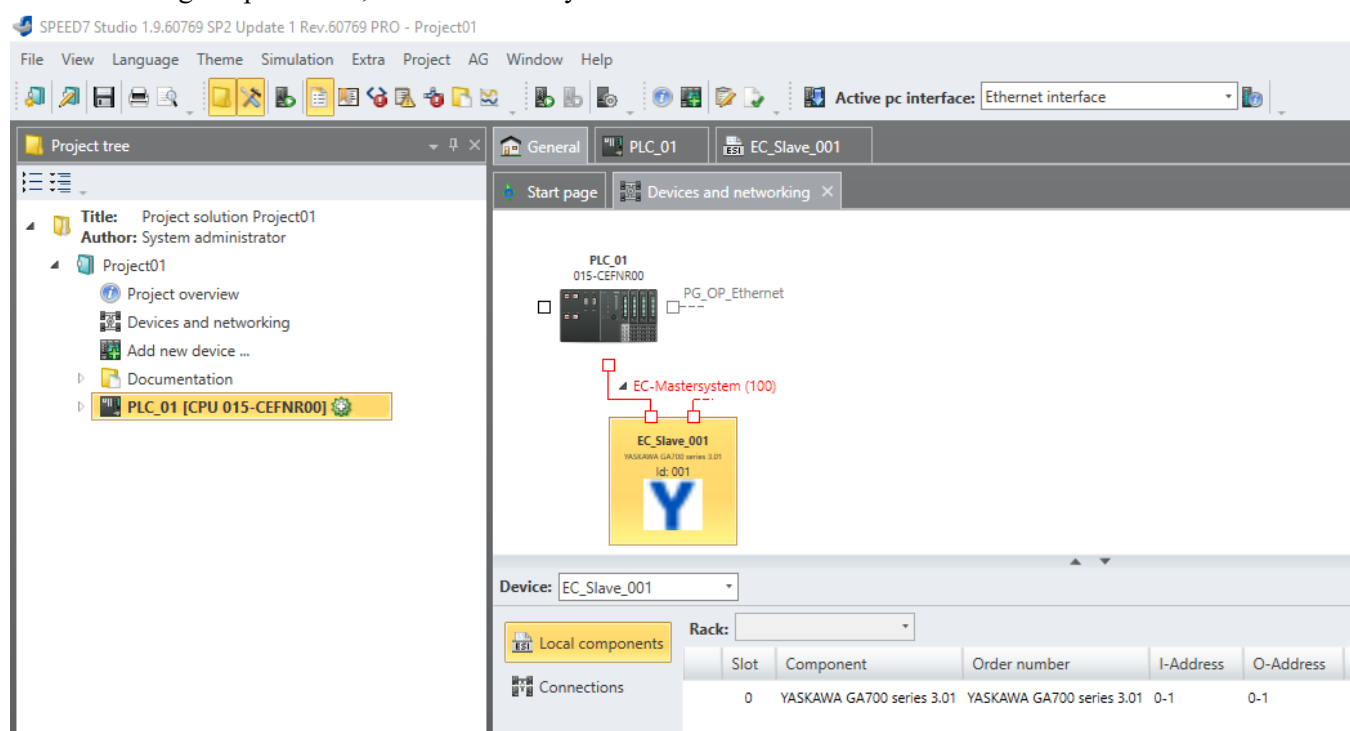 SPEED7 Studio 1.9.60769 SP2 Update 1 Rev.60769 PRO - Project01
File View Language Theme Simulation Extra Project AG Window Help
Active pc interface: Ethernet interface
Project tree
General PLC_01 EC_Slave_001
Start page Devices and networking
Title: Project solution Project01
Author: System administrator
Project01
Project overview
Devices and networking
Add new device ...
Documentation
PLC_01 [CPU 015-CEFNR00]
PLC_01
015-CEFNR00
PG_OP_Ethernet
EC-Mastersystem (100)
EC_Slave_001
YASKAWA GA700 series 3.01
Id: 001
Y
Device: EC_Slave_001
Local components
Connections
Rack:
Slot Component Order number I-Address O-Address
0 YASKAWA GA700 series 3.01 YASKAWA GA700 series 3.01 0-1 0-1